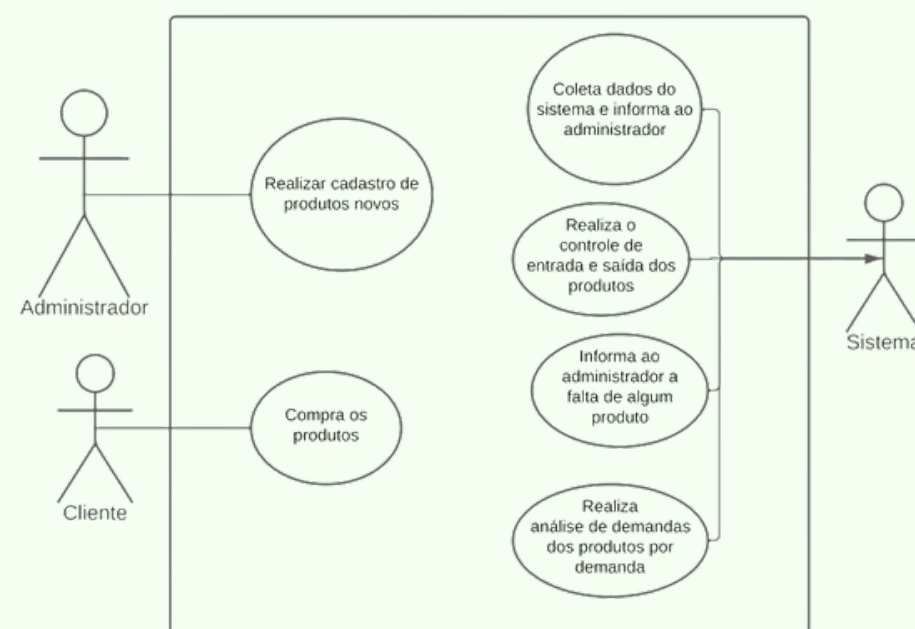 Administrador
Realizar cadastro de
produtos novos
Cliente
Compra os
produtos
Coleta dados do
sistema e informa ao
administrador
Realiza o
controle de
entrada e saída dos
produtos
Informa ao
administrador a
falta de algum
produto
Realiza
análise de demandas
dos produtos por
demanda
Sistema